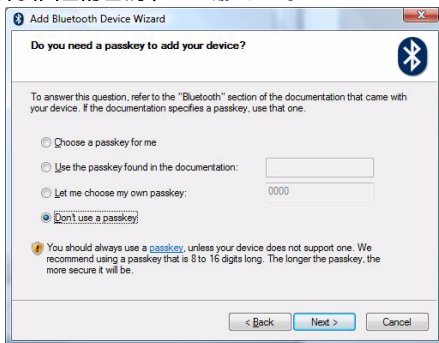 Add Bluetooth Device Wizard
Do you need a passkey to add your device?
To answer this question, refer to the "Bluetooth" section of the documentation that came with
your device. If the documentation specifies a passkey, use that one.
Choose a passkey for me
Use the passkey found in the documentation:
Let me choose my own passkey: 0000
Don't use a passkey
You should always use a passkey, unless your device does not support one. We
recommend using a passkey that is 8 to 16 digits long. The longer the passkey, the
more secure it will be.
< Back Next > Cancel